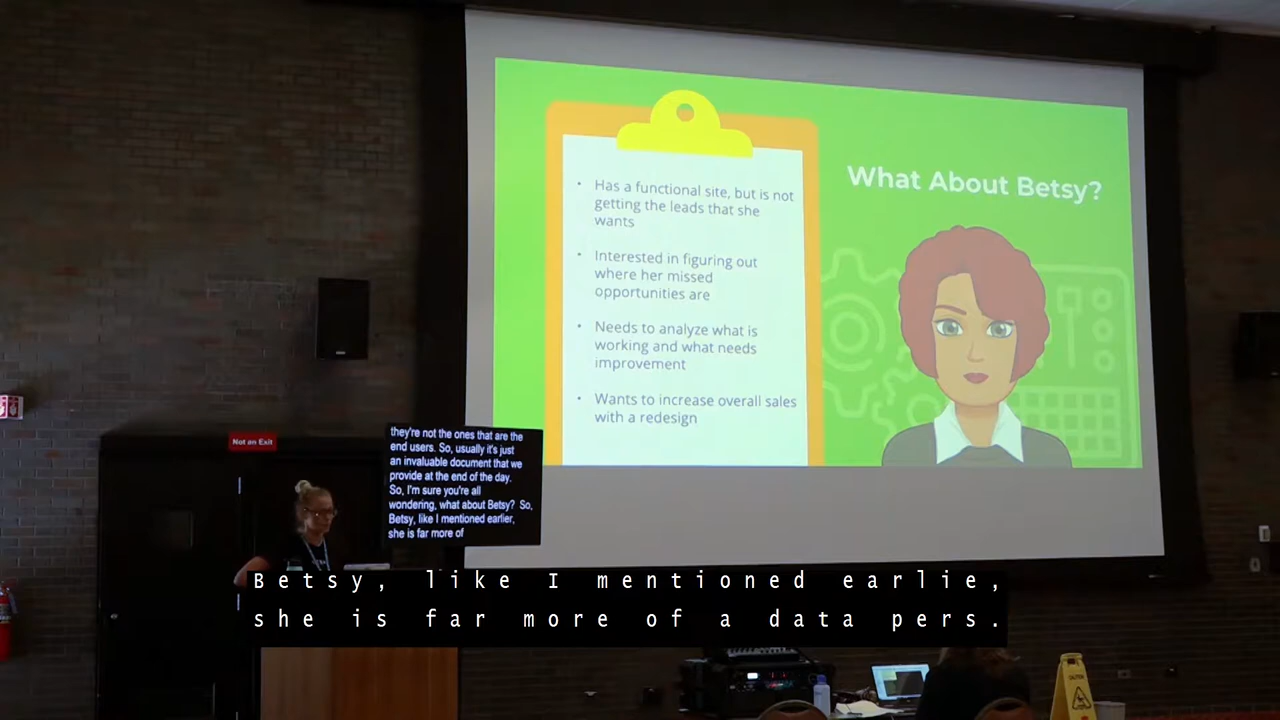 What About Betsy?
• Has a functional site, but is not
getting the leads that she
wants
• Interested in figuring out
where her missed
opportunities are
• Needs to analyze what is
working and what needs
improvement
• Wants to increase overall sales
with a redesign
Not an Exit
they're not the ones that are the
end users. So, usually it's just
an invaluable document that we
provide at the end of the day.
So, I'm sure you're all
wondering, what about Betsy? So,
Betsy, like I mentioned earlier,
she is far more of
Betsy, like I mentioned earlie,
she is far more of a data pers.
CAUTION